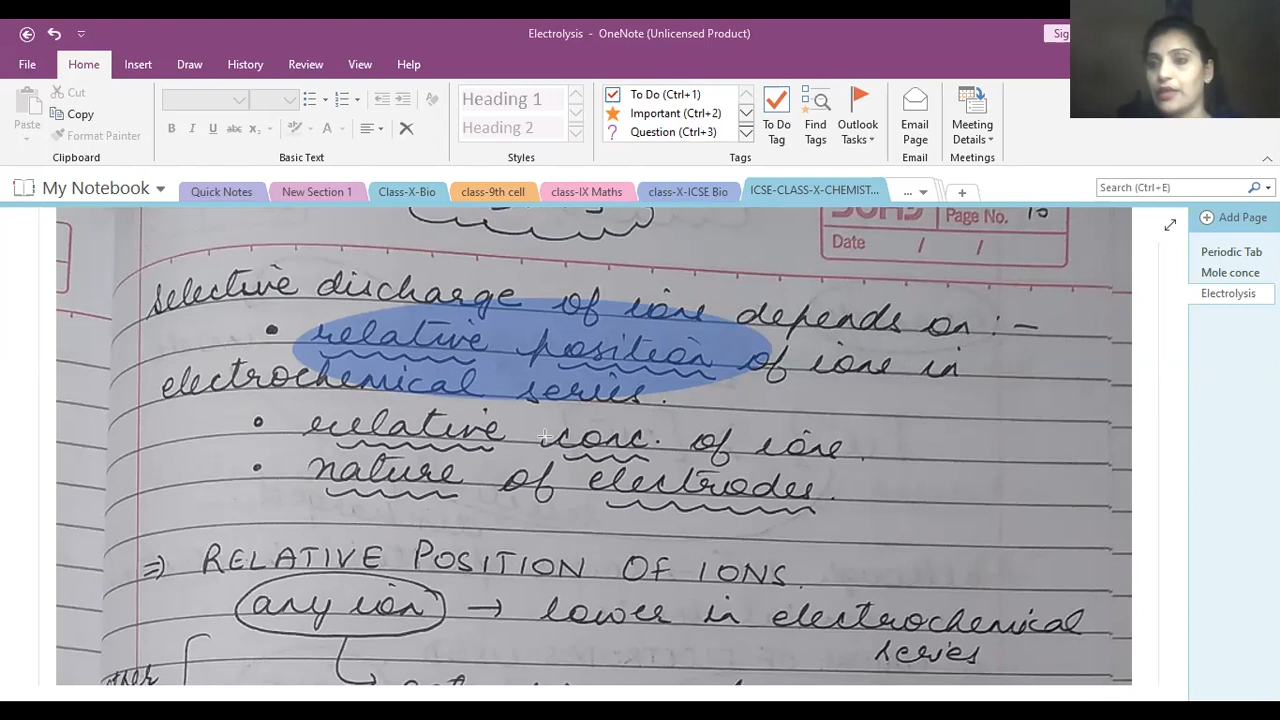 Electrolysis - OneNote (Unlicensed Product)
Sig
File Home Insert Draw History Review View Help
Cut
Copy
Paste
Format Painter
Clipboard
B I U abc x₂ A
Basic Text
Heading 1
Heading 2
Styles
To Do (Ctrl+1)
Important (Ctrl+2)
Question (Ctrl+3)
To Do Tag
Find Tags
Outlook Tasks
Tags
Email Page
Email
Meeting Details
Meetings
My Notebook
Quick Notes New Section 1 Class-X-Bio class-9th cell class-IX Maths class-X-ICSE Bio ICSE-CLASS-X-CHEMIST... ...
Search (Ctrl+E)
Add Page
Periodic Tab
Mole conce
Electrolysis
Page No.
Date / /
selective discharge of ions depends on :-
• relative position of ions in
electrochemical series.
• relative conc. of ions.
• nature of electrodes.
⇒ RELATIVE POSITION OF IONS.
any ion → lower in electrochemical
series